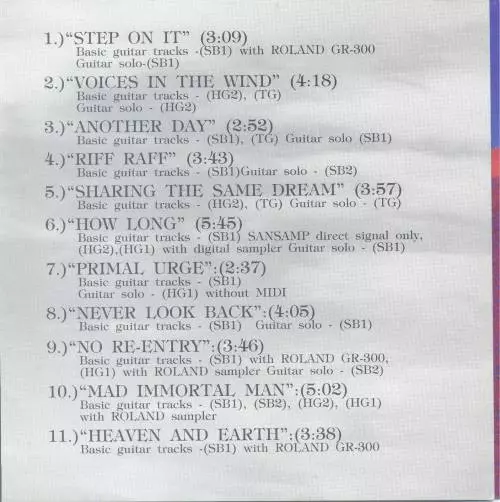 1.)“STEP ON IT” (3:09)
Basic guitar tracks -(SB1) with ROLAND GR-300
Guitar solo-(SB1)
2.)“VOICES IN THE WIND” (4:18)
Basic guitar tracks - (HG2), (TG)
Guitar solo - (HG2)
3.)“ANOTHER DAY” (2:52)
Basic guitar tracks - (SB1), (TG) Guitar solo (SB1)
4.)“RIFF RAFF” (3:43)
Basic guitar tracks - (SB1)Guitar solo - (SB2)
5.)“SHARING THE SAME DREAM” (3:57)
Basic guitar tracks - (HG2), (TG) Guitar solo - (TG)
6.)“HOW LONG” (5:45)
Basic guitar tracks - (SB1) SANSAMP direct signal only,
(HG2),(HG1) with digital sampler Guitar solo - (SB1)
7.)“PRIMAL URGE”:(2:37)
Basic guitar tracks - (SB1)
Guitar solo - (HG1) without MIDI
8.)“NEVER LOOK BACK”:(4:05)
Basic guitar tracks - (SB1) Guitar solo - (SB1)
9.)“NO RE-ENTRY”:(3:46)
Basic guitar tracks - (SB1) with ROLAND GR-300,
(HG1) with ROLAND sampler Guitar solo - (SB2)
10.)“MAD IMMORTAL MAN”:(5:02)
Basic guitar tracks - (SB1), (SB2), (HG2), (HG1)
with ROLAND sampler
11.)“HEAVEN AND EARTH”:(3:38)
Basic guitar tracks -(SB1) with ROLAND GR-300